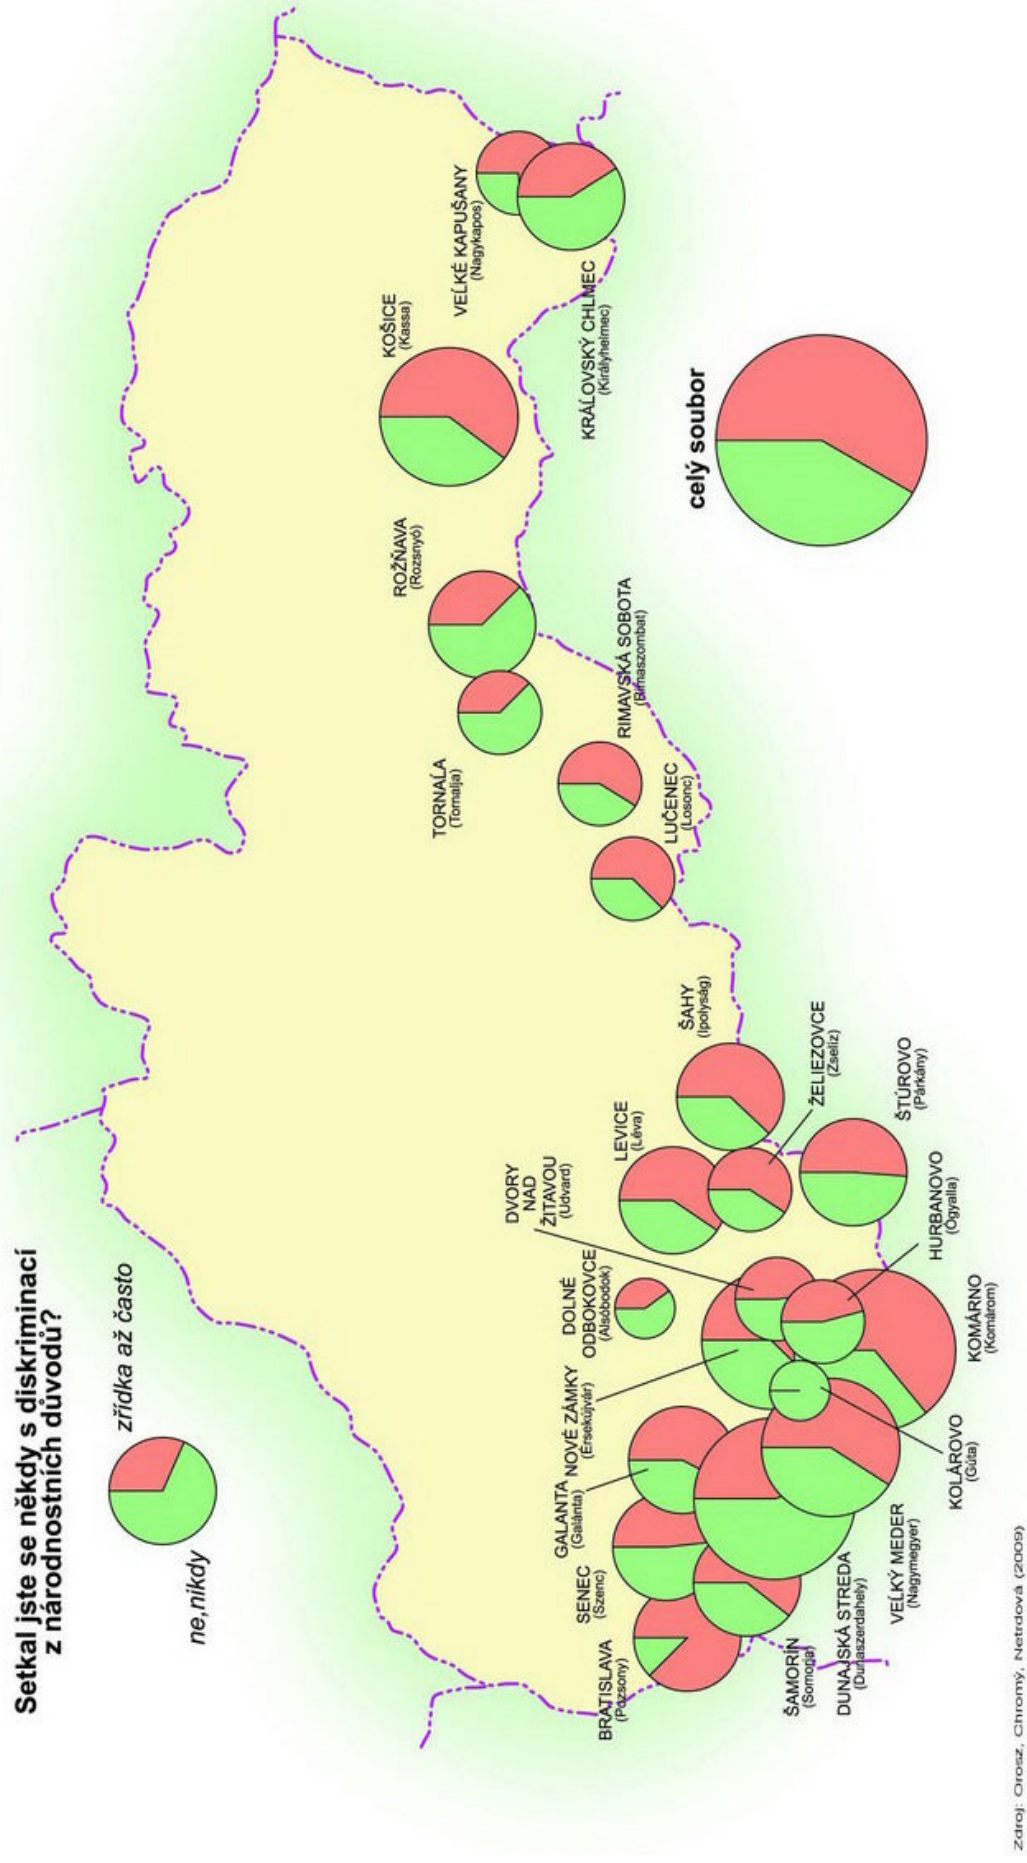 Setkal jste se někdy s diskriminací
z národnostních důvodů?
zřídka až často
ne,nikdy
VEĽKÉ KAPUŠANY
(Nagykapos)
KOŠICE
(Kassa)
KRÁĽOVSKÝ CHLMEC
(Királyhelmec)
ROŽŇAVA
(Rozsnyó)
TORNAĹA
(Tornalja)
RIMAVSKÁ SOBOTA
(Rimaszombat)
LUČENEC
(Losonc)
ŠAHY
(Ipolyság)
LEVICE
(Léva)
ŽELIEZOVCE
(Zselíz)
ŠTÚROVO
(Párkány)
DVORY
NAD
ŽITAVOU
(Udvard)
DOLNÉ
ODBOKOVCE
(Alsóbodok)
HURBANOVO
(Ógyalla)
KOMÁRNO
(Komárom)
NOVÉ ZÁMKY
(Érsekújvár)
GALANTA
(Galánta)
KOLÁROVO
(Gúta)
SENEC
(Szenc)
VEĽKÝ MEDER
(Nagymegyer)
DUNAJSKÁ STREDA
(Dunaszerdahely)
BRATISLAVA
(Pozsony)
ŠAMORÍN
(Somorja)
celý soubor
Zdroj: Orosz, Chromý, Netrdová (2009)